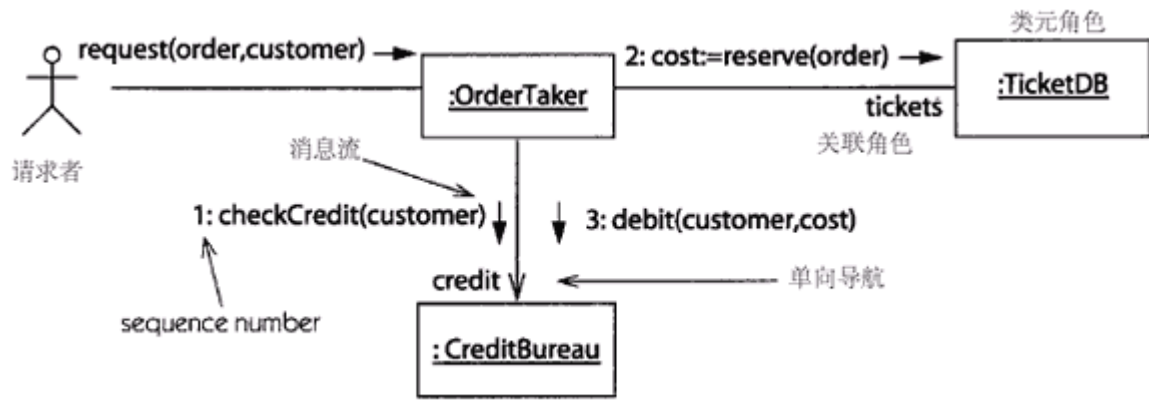 类元角色
request(order,customer)
2: cost:=reserve(order)
:OrderTaker
:TicketDB
tickets
请求者
消息流
关联角色
1: checkCredit(customer)
3: debit(customer,cost)
credit
单向导航
sequence number
: CreditBureau